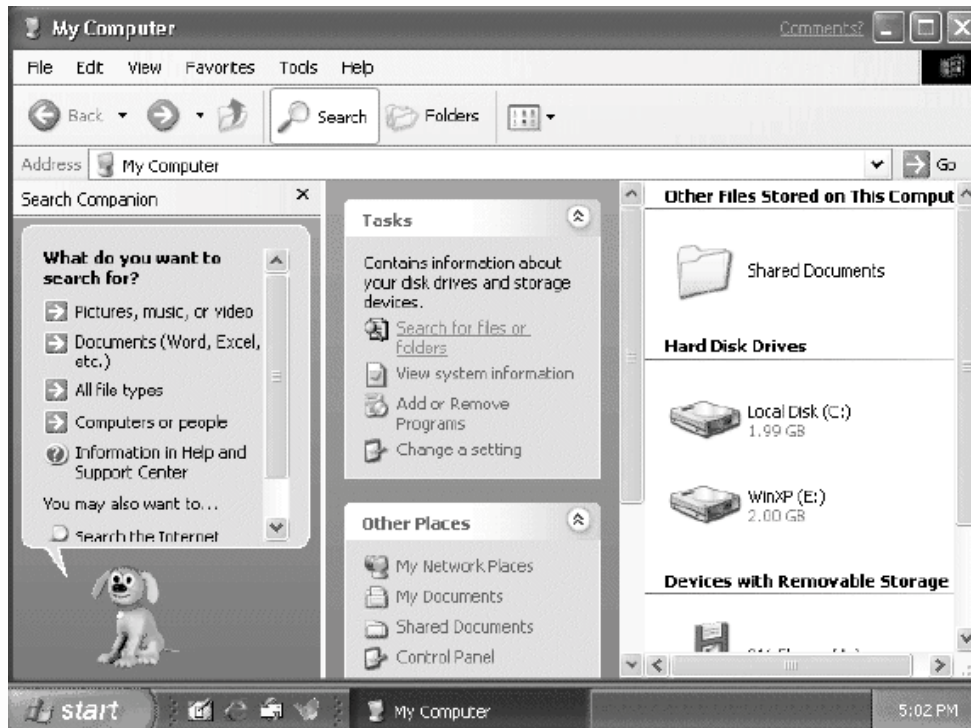 My Computer
Comments?
File Edit View Favorites Tools Help
Back
Search
Folders
Address
My Computer
Go
Search Companion
What do you want to
search for?
Pictures, music, or video
Documents (Word, Excel,
etc.)
All file types
Computers or people
Information in Help and
Support Center
You may also want to...
Search the Internet
Tasks
Contains information about
your disk drives and storage
devices.
Search for files or
folders
View system information
Add or Remove
Programs
Change a setting
Other Places
My Network Places
My Documents
Shared Documents
Control Panel
Other Files Stored on This Comput
Shared Documents
Hard Disk Drives
Local Disk (C:)
1.99 GB
WinXP (E:)
2.00 GB
Devices with Removable Storage
start
My Computer
5:02 PM